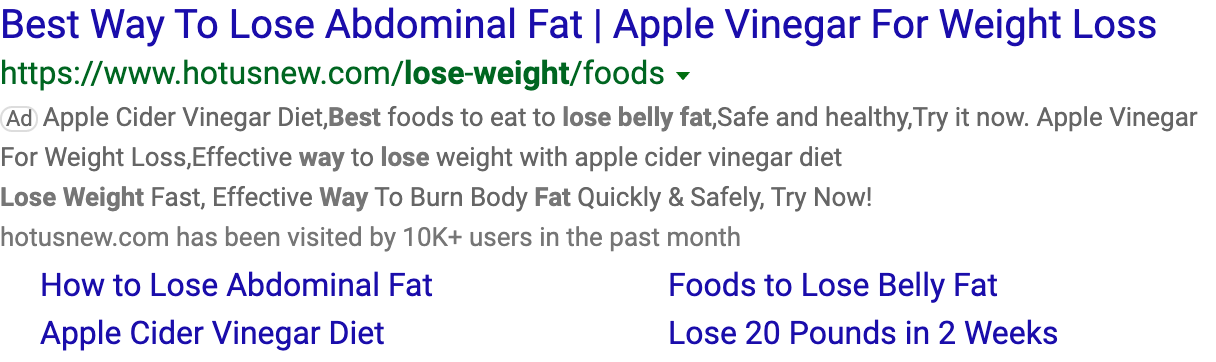 Best Way To Lose Abdominal Fat | Apple Vinegar For Weight Loss
https://www.hotusnew.com/lose-weight/foods
Ad Apple Cider Vinegar Diet,Best foods to eat to lose belly fat,Safe and healthy,Try it now. Apple Vinegar
For Weight Loss,Effective way to lose weight with apple cider vinegar diet
Lose Weight Fast, Effective Way To Burn Body Fat Quickly & Safely, Try Now!
hotusnew.com has been visited by 10K+ users in the past month
How to Lose Abdominal Fat Foods to Lose Belly Fat
Apple Cider Vinegar Diet Lose 20 Pounds in 2 Weeks